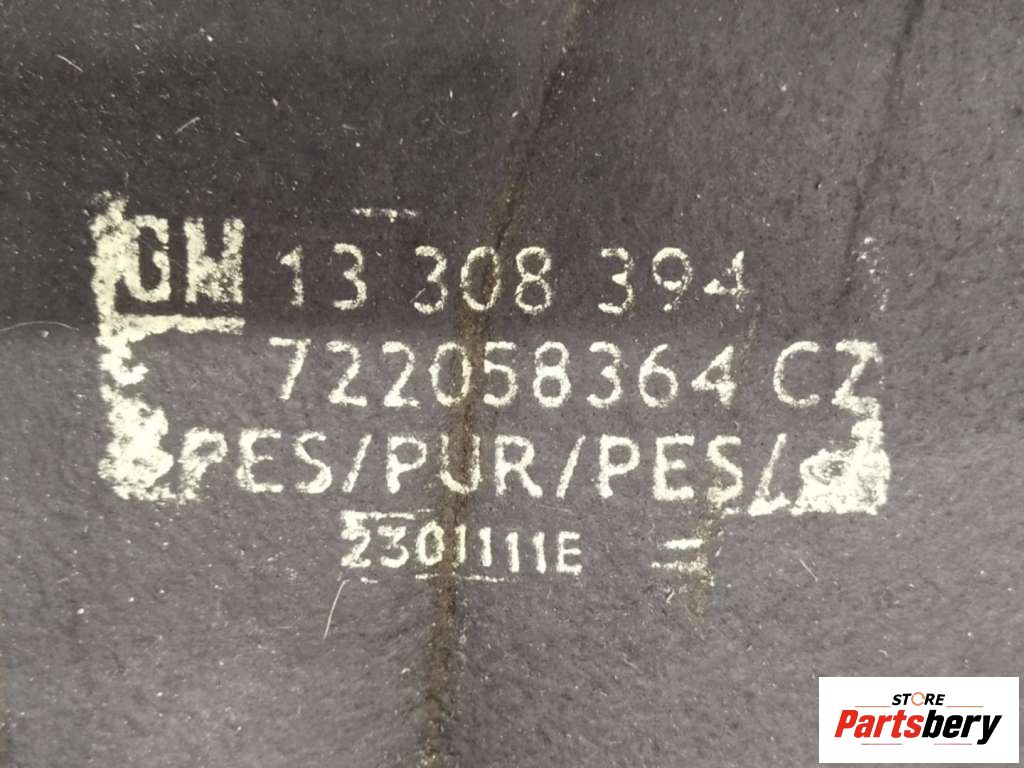 GM 13 308 394
722058364 CZ
PES/PUR/PES/
2301111E
STORE
Partsbery